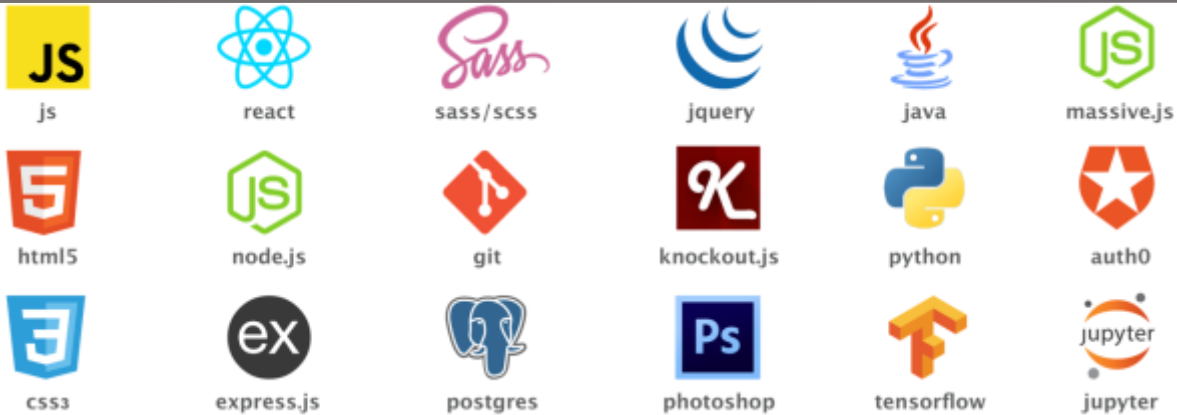 JS
Sass
JS
js
react
sass/scss
jquery
java
massive.js
5
JS
K
html5
node.js
git
knockout.js
python
auth0
3
ex
Ps
jupyter
css3
express.js
postgres
photoshop
tensorflow
jupyter